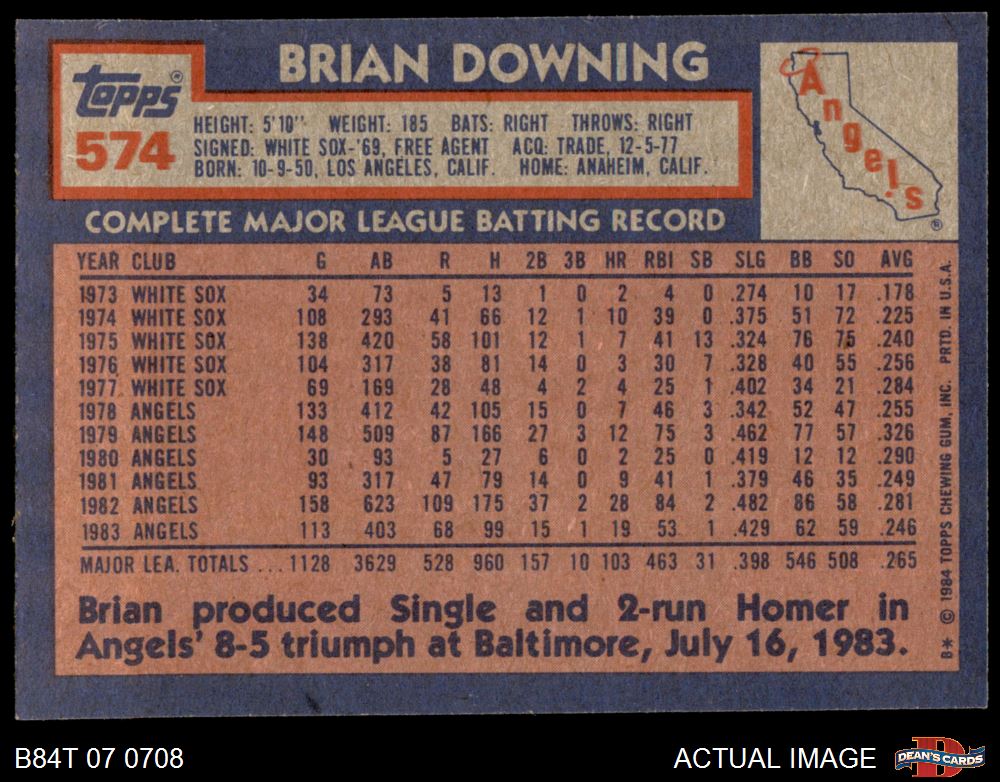 topps®
574
BRIAN DOWNING
HEIGHT: 5'10" WEIGHT: 185 BATS: RIGHT THROWS: RIGHT
SIGNED: WHITE SOX-'69, FREE AGENT ACQ: TRADE, 12-5-77
BORN: 10-9-50, LOS ANGELES, CALIF. HOME: ANAHEIM, CALIF.
Angels
®
COMPLETE MAJOR LEAGUE BATTING RECORD
YEAR CLUB G AB R H 2B 3B HR RBI SB SLG BB SO AVG
1973 WHITE SOX 34 73 5 13 1 0 2 4 0 .274 10 17 .178
1974 WHITE SOX 108 293 41 66 12 1 10 39 0 .375 51 72 .225
1975 WHITE SOX 138 420 58 101 12 1 7 41 13 .324 76 75 .240
1976 WHITE SOX 104 317 38 81 14 0 3 30 7 .328 40 55 .256
1977 WHITE SOX 69 169 28 48 4 2 4 25 1 .402 34 21 .284
1978 ANGELS 133 412 42 105 15 0 7 46 3 .342 52 47 .255
1979 ANGELS 148 509 87 166 27 3 12 75 3 .462 77 57 .326
1980 ANGELS 30 93 5 27 6 0 2 25 0 .419 12 12 .290
1981 ANGELS 93 317 47 79 14 0 9 41 1 .379 46 35 .249
1982 ANGELS 158 623 109 175 37 2 28 84 2 .482 86 58 .281
1983 ANGELS 113 403 68 99 15 1 19 53 1 .429 62 59 .246
MAJOR LEA. TOTALS ... 1128 3629 528 960 157 10 103 463 31 .398 546 508 .265
Brian produced Single and 2-run Homer in
Angels' 8-5 triumph at Baltimore, July 16, 1983.
B* © 1984 TOPPS CHEWING GUM, INC. PRTD. IN U.S.A.
B84T 07 0708
ACTUAL IMAGE
D
DEAN'S CARDS